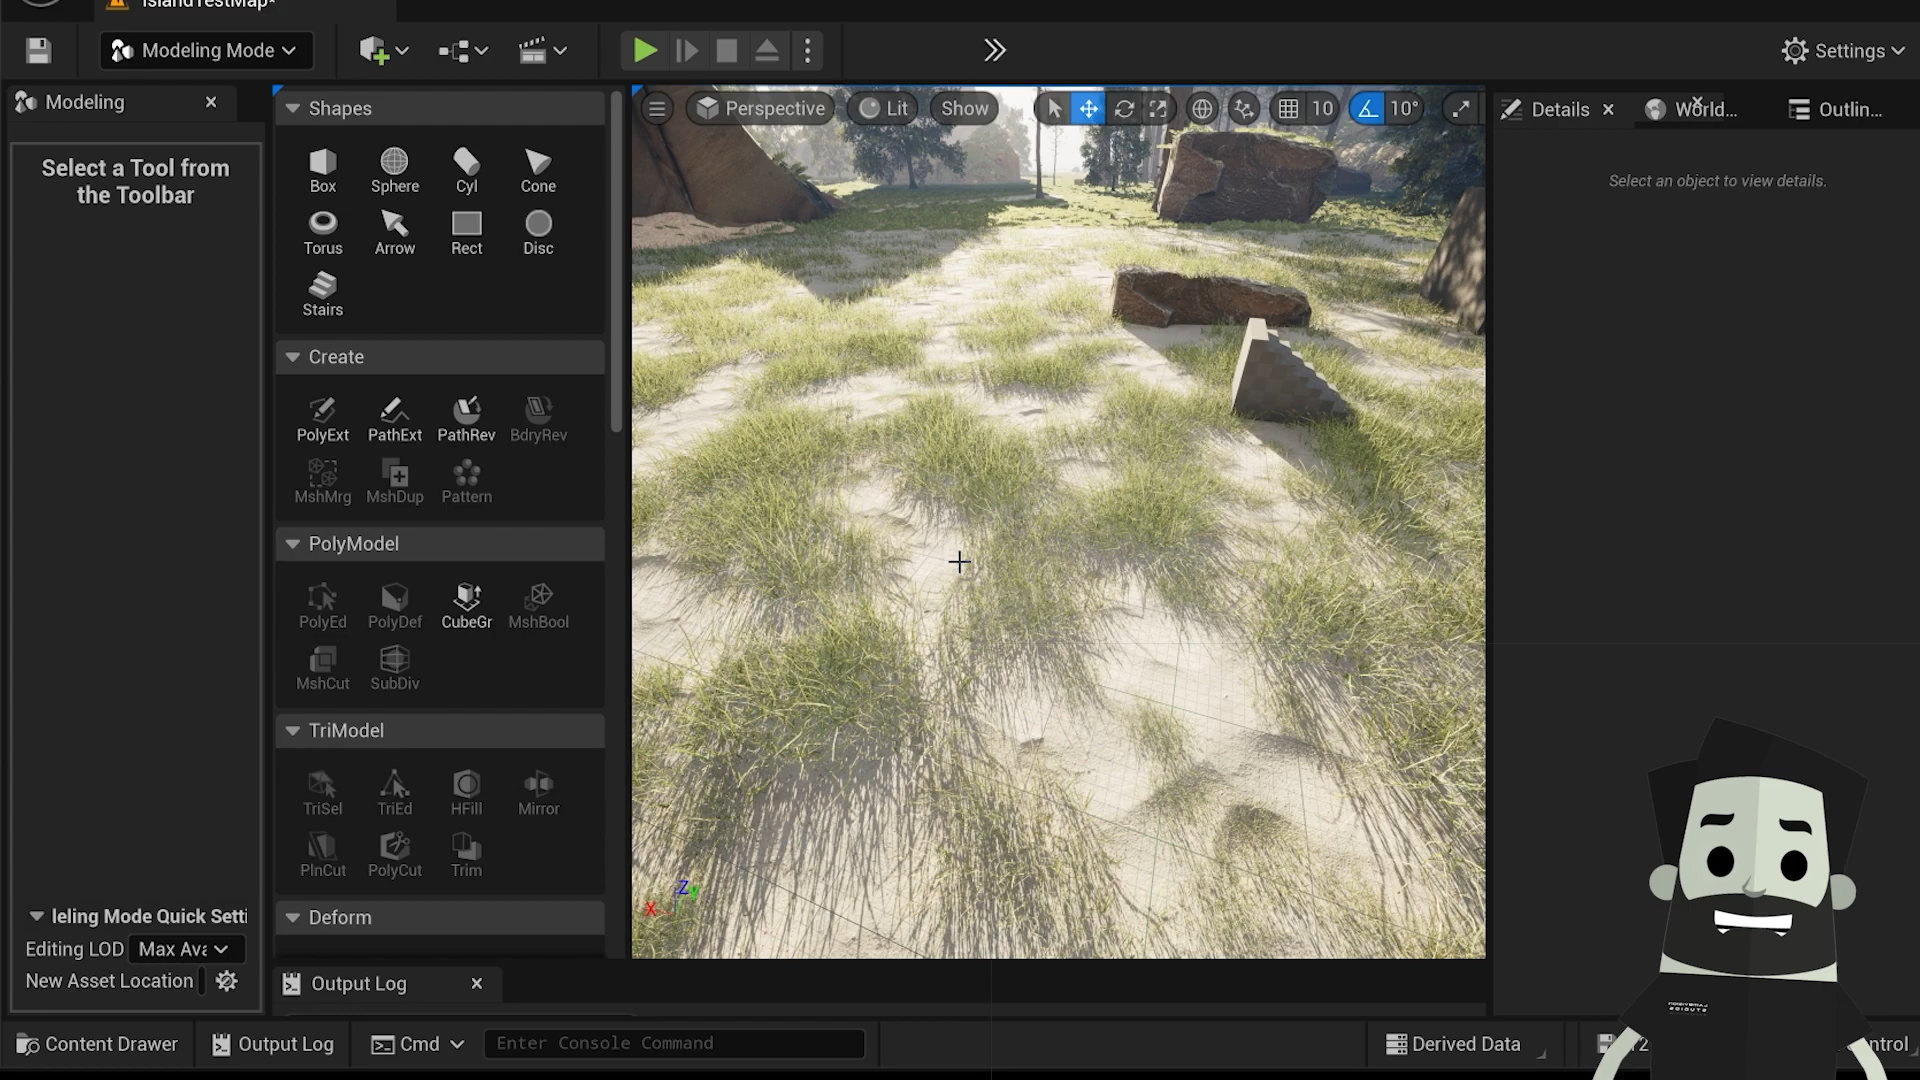 IslandTestMap*
Modeling Mode
Settings
Modeling
Shapes
Perspective
Lit
Show
10
10°
Details
World...
Outlin...
Select a Tool from
the Toolbar
Box
Sphere
Cyl
Cone
Select an object to view details.
Torus
Arrow
Rect
Disc
Stairs
Create
PolyExt
PathExt
PathRev
BdryRev
MshMrg
MshDup
Pattern
PolyModel
PolyEd
PolyDef
CubeGr
MshBool
MshCut
SubDiv
TriModel
TriSel
TriEd
HFill
Mirror
PlnCut
PolyCut
Trim
Z
Y
X
leling Mode Quick Setti
Deform
Editing LOD
Max Ava
New Asset Location
Output Log
Content Drawer
Output Log
Cmd
Enter Console Command
Derived Data